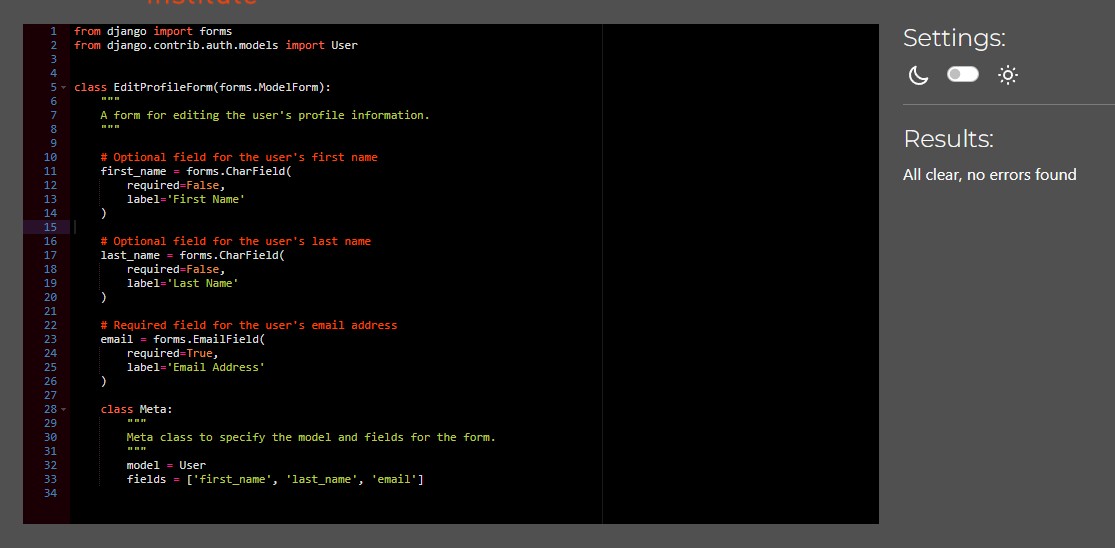 Institute
1 from django import forms
2 from django.contrib.auth.models import User
3
4
5 class EditProfileForm(forms.ModelForm):
6     """
7     A form for editing the user's profile information.
8     """
9
10     # Optional field for the user's first name
11     first_name = forms.CharField(
12         required=False,
13         label='First Name'
14     )
15
16     # Optional field for the user's last name
17     last_name = forms.CharField(
18         required=False,
19         label='Last Name'
20     )
21
22     # Required field for the user's email address
23     email = forms.EmailField(
24         required=True,
25         label='Email Address'
26     )
27
28     class Meta:
29         """
30         Meta class to specify the model and fields for the form.
31         """
32         model = User
33         fields = ['first_name', 'last_name', 'email']
34
Settings:
Results:
All clear, no errors found